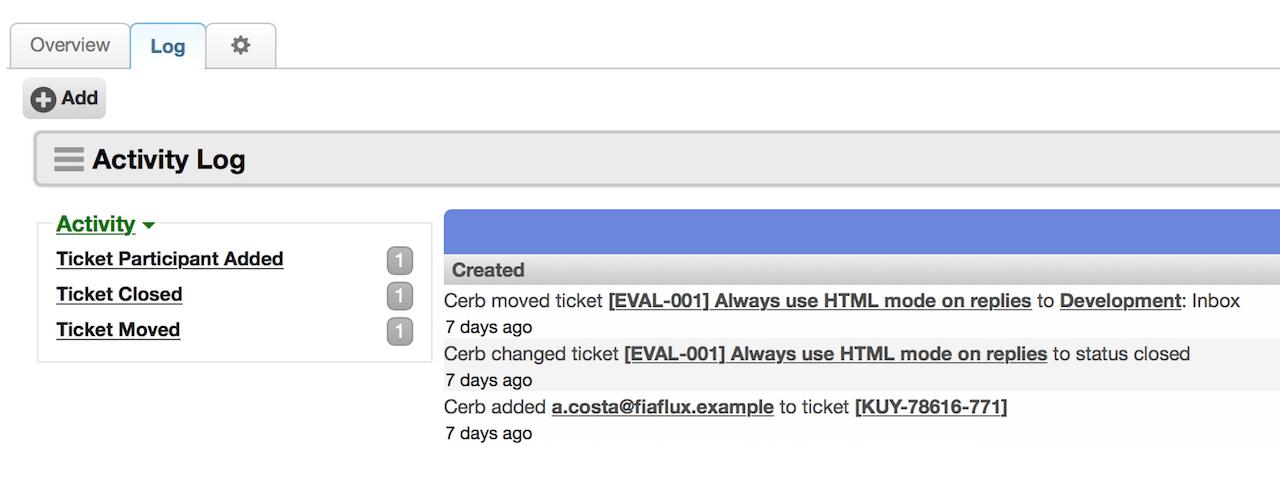 Overview
Log
Add
Activity Log
Activity
Ticket Participant Added 1
Ticket Closed 1
Ticket Moved 1
Created
Cerb moved ticket [EVAL-001] Always use HTML mode on replies to Development: Inbox
7 days ago
Cerb changed ticket [EVAL-001] Always use HTML mode on replies to status closed
7 days ago
Cerb added a.costa@fiaflux.example to ticket [KUY-78616-771]
7 days ago